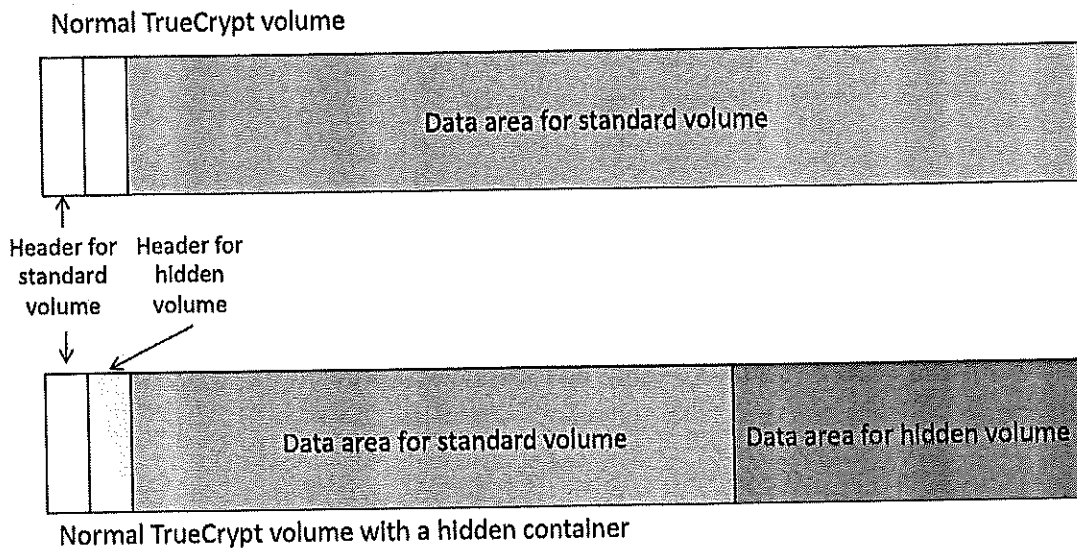 Normal TrueCrypt volume
Data area for standard volume
Header for
standard
volume
Header for
hidden
volume
Data area for standard volume
Data area for hidden volume
Normal TrueCrypt volume with a hidden container